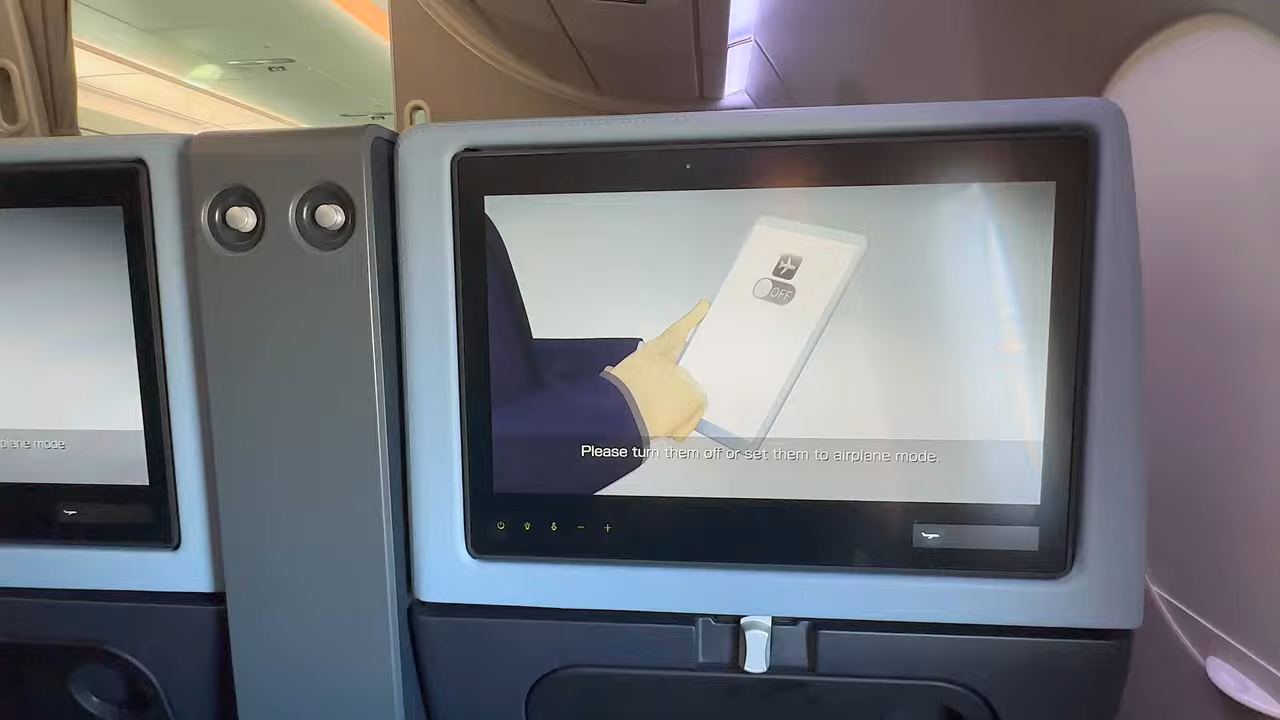 OFF
Please turn them off or set them to airplane mode.
plane mode